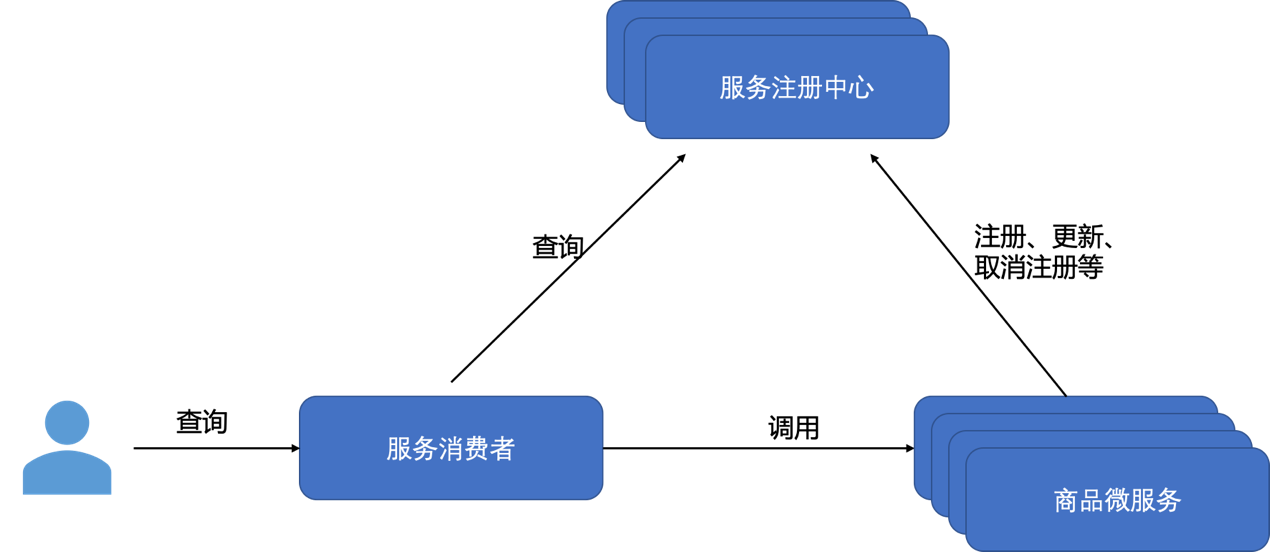 服务注册中心
查询
注册、更新、
取消注册等
查询
服务消费者
调用
商品微服务